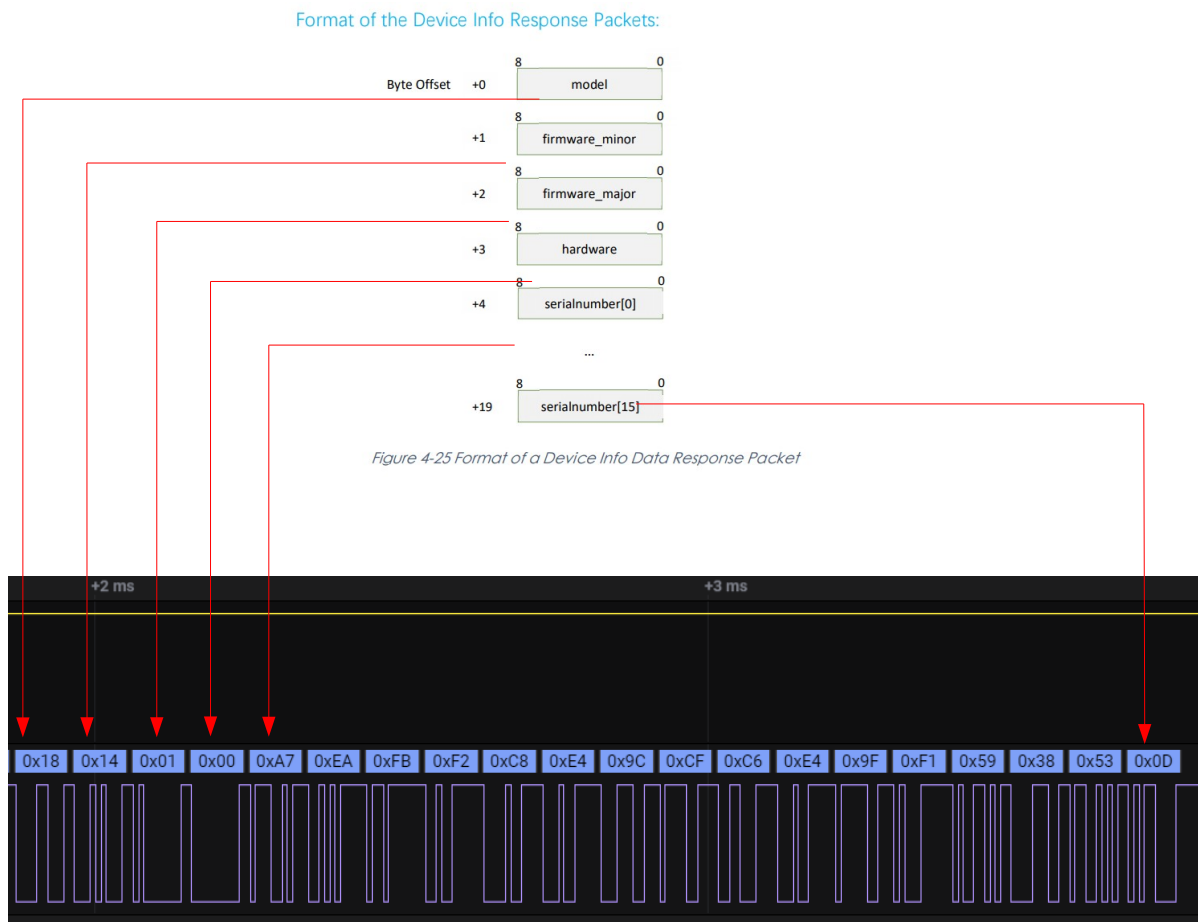 Format of the Device Info Response Packets:
8 0
Byte Offset +0 model
8 0
+1 firmware_minor
8 0
+2 firmware_major
8 0
+3 hardware
8 0
+4 serialnumber[0]
...
8 0
+19 serialnumber[15]
Figure 4-25 Format of a Device Info Data Response Packet
+2 ms +3 ms
0x18 0x14 0x01 0x00 0xA7 0xEA 0xFB 0xF2 0xC8 0xE4 0x9C 0xCF 0xC6 0xE4 0x9F 0xF1 0x59 0x38 0x53 0x0D